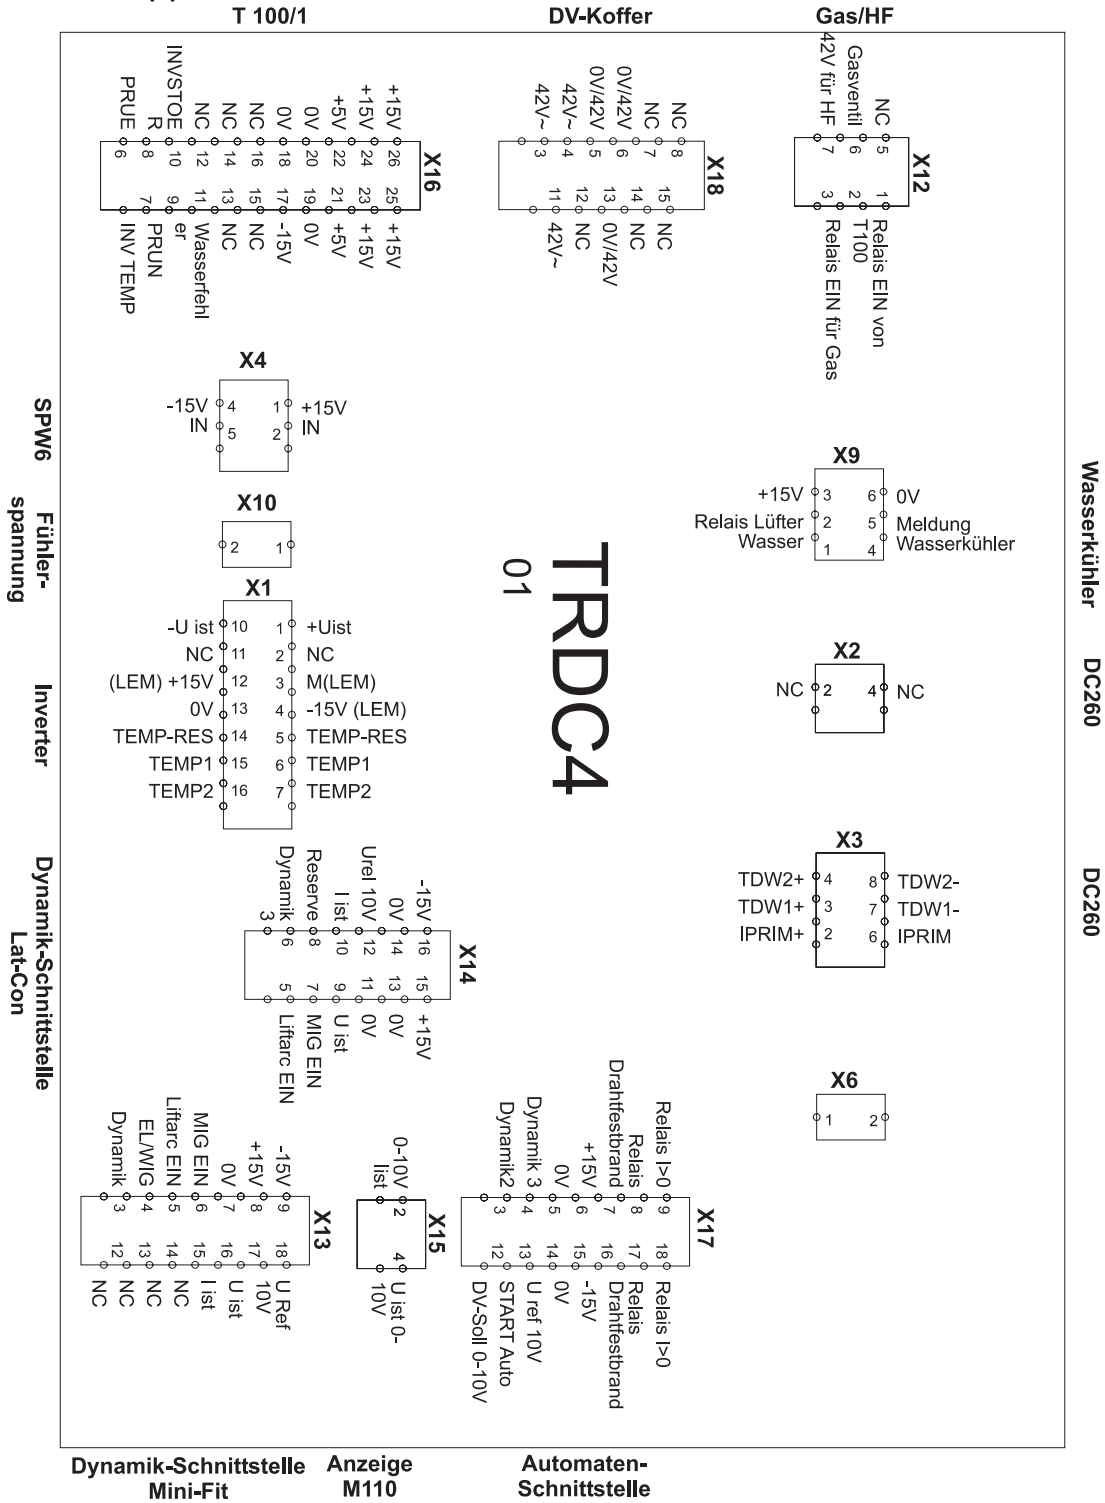 T 100/1
DV-Koffer
Gas/HF
X16
PRUE
INVSTOE
R
NC
NC
NC
0V
0V
+5V
+15V
+15V
6
8
10
12
14
16
18
20
22
24
26
7
9
11
13
15
17
19
21
23
25
INV TEMP
PRUN
er
Wasserfehl
NC
NC
-15V
0V
+5V
+15V
+15V
X18
42V~
42V~
0V/42V
0V/42V
NC
NC
3
4
5
6
7
8
11
12
13
14
15
42V~
NC
0V/42V
NC
NC
X12
42V für HF
Gasventil
NC
7
6
5
3
2
1
Relais EIN für Gas
T100
Relais EIN von
X4
-15V
4
1
+15V
IN
5
2
IN
SPW6
X10
2
1
Fühler-
spannung
X1
-U ist
10
1
+Uist
NC
11
2
NC
(LEM) +15V
12
3
M(LEM)
0V
13
4
-15V (LEM)
TEMP-RES
14
5
TEMP-RES
TEMP1
15
6
TEMP1
TEMP2
16
7
TEMP2
Inverter
TRDC4
01
X9
+15V
3
6
0V
Relais Lüfter
2
5
Meldung
Wasser
1
4
Wasserkühler
Wasserkühler
X2
NC
2
4
NC
DC260
X3
TDW2+
4
8
TDW2-
TDW1+
3
7
TDW1-
IPRIM+
2
6
IPRIM
DC260
X14
3
Dynamik
Reserve
I ist
Urel 10V
0V
-15V
6
8
10
12
14
16
5
7
9
11
13
15
Liftarc EIN
MIG EIN
U ist
0V
0V
+15V
Dynamik-Schnittstelle
Lat-Con
X6
1
2
X13
Dynamik
EL/WIG
Liftarc EIN
MIG EIN
0V
+15V
-15V
3
4
5
6
7
8
9
12
13
14
15
16
17
18
NC
NC
NC
NC
I ist
U ist
10V
U Ref
X15
0-10V
Iist
2
4
U ist 0-
10V
X17
Dynamik2
Dynamik 3
0V
+15V
Drahtfestbrand
Relais
Relais I>0
3
4
5
6
7
8
9
12
13
14
15
16
17
18
DV-Soll 0-10V
START Auto
U ref 10V
0V
-15V
Drahtfestbrand
Relais
Relais I>0
Dynamik-Schnittstelle
Mini-Fit
Anzeige
M110
Automaten-
Schnittstelle